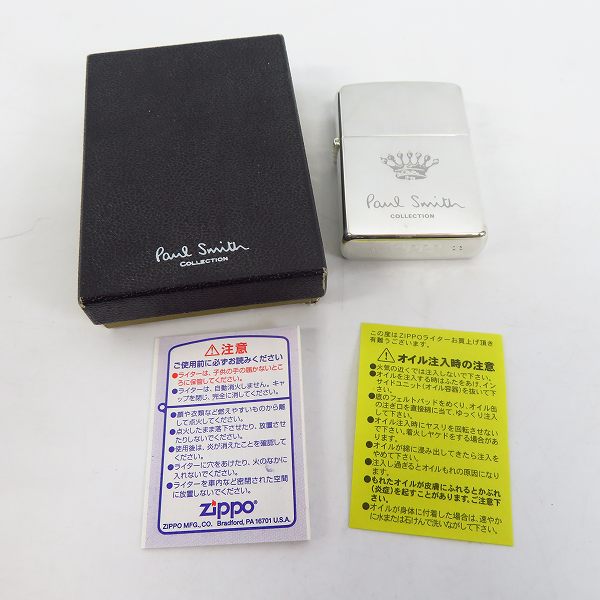 Paul Smith
COLLECTION
Paul Smith
COLLECTION
⚠注意
ご使用前に必ずお読みください
●ライターは、子供の手の届かないとこ
ろに保管してください。
●ライターは、自動消火しません。キャ
ップを閉じ、完全に消してください。
●顔や衣類など燃えやすいものから離
して点火してください。
●点火したまま落下させたり、放置させ
たりしないでください。
●使用後は、炎が消えたことを確認して
ください。
●ライターに穴をあけたり、火のなかに
入れないでください。
●ライターを車内など密閉された空間
に放置しないでください。
Zippo
ZIPPO MFG., CO. Bradford, PA 16701 U.S.A.
この度はZIPPOライターお買上げ頂き
有難うございます。
⚠オイル注入時の注意
●火気の近くでは注入しないで下さい。
●オイルを注入する時はふたをあけ、イン
サイドユニット(オイル容器)を抜いて下
さい。
●底のフェルトパッドをめくり、オイル缶
の注ぎ口を直接綿に当て、ゆっくり注入
して下さい。
●オイル注入時にヤスリを回転させない
で下さい。着火しヤケドをする場合があ
ります。
●オイルが綿に浸み出してきたら注入を
やめて下さい。
●注入し過ぎるとオイルもれの原因になり
ます。
●もれたオイルが皮膚にふれるとかぶれ
(炎症)を起すことがあります。ご注意下
さい。
●オイルが身体に付着した場合は、速やか
に水または石けんで洗いながして下さい。